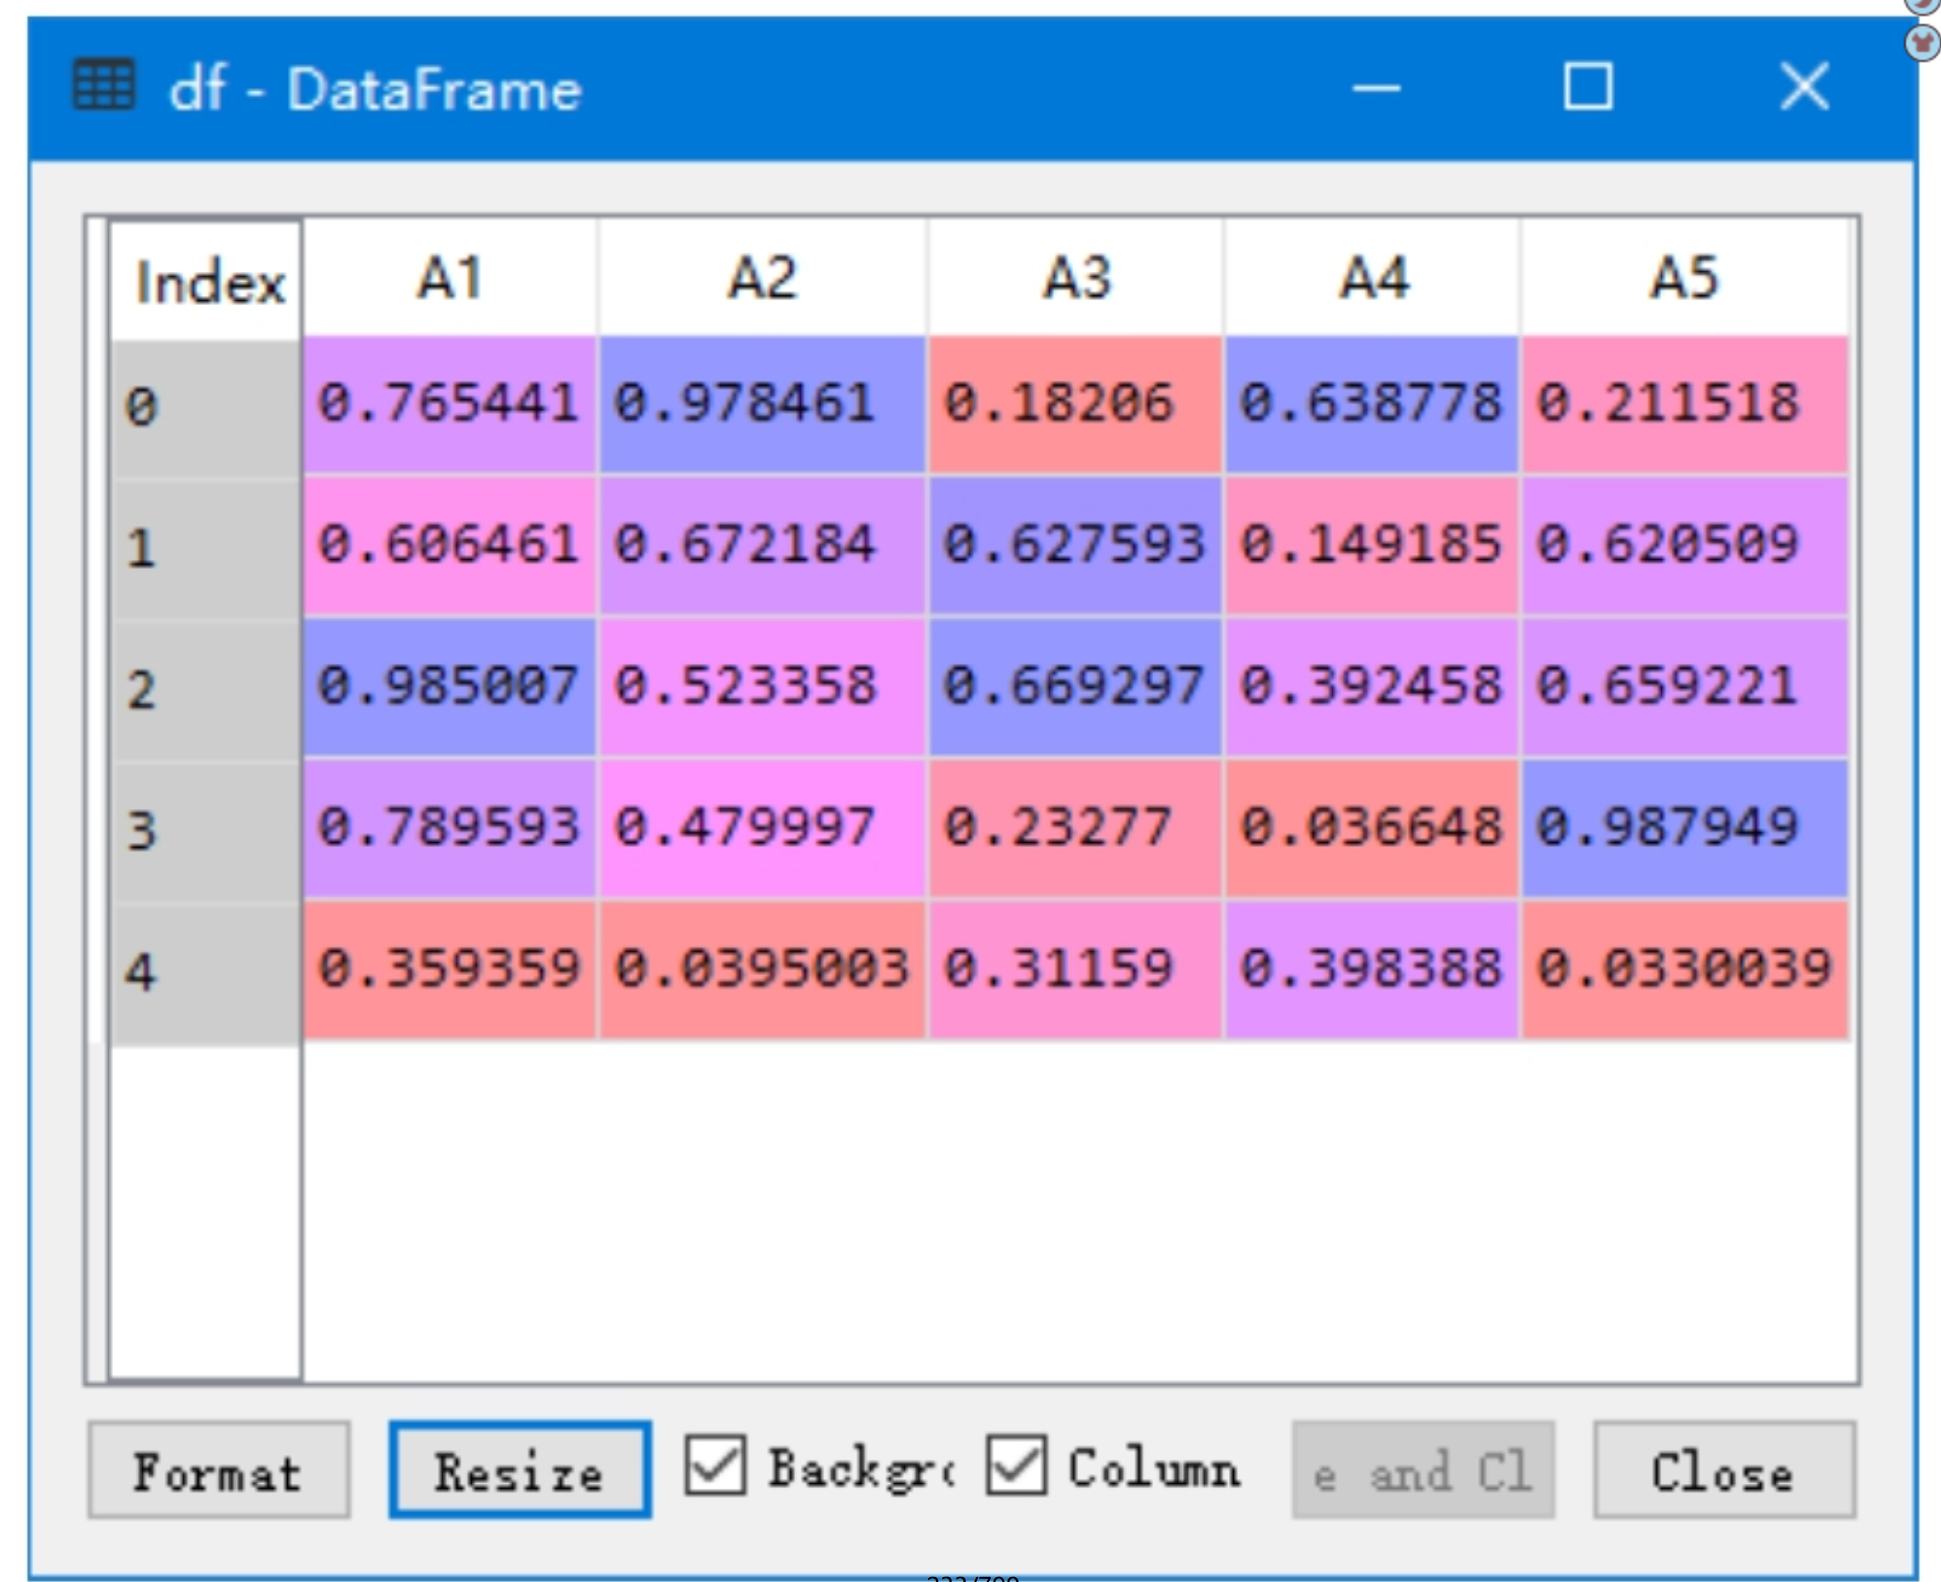 df - DataFrame
Index A1 A2 A3 A4 A5
0 0.765441 0.978461 0.18206 0.638778 0.211518
1 0.606461 0.672184 0.627593 0.149185 0.620509
2 0.985007 0.523358 0.669297 0.392458 0.659221
3 0.789593 0.479997 0.23277 0.036648 0.987949
4 0.359359 0.0395003 0.31159 0.398388 0.0330039
Format Resize Backgr Column e and Cl Close